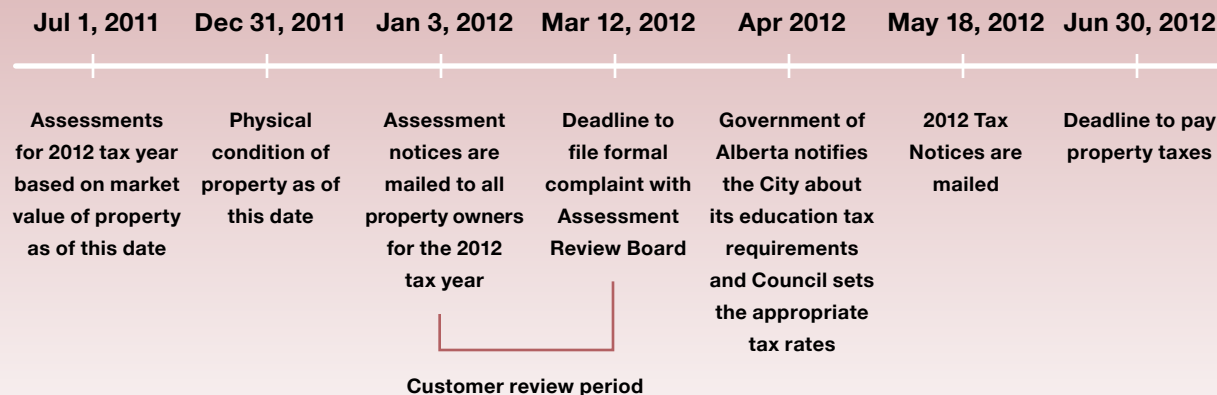 Jul 1, 2011
Dec 31, 2011
Jan 3, 2012
Mar 12, 2012
Apr 2012
May 18, 2012
Jun 30, 2012
Assessments
for 2012 tax year
based on market
value of property
as of this date
Physical
condition of
property as of
this date
Assessment
notices are
mailed to all
property owners
for the 2012
tax year
Deadline to
file formal
complaint with
Assessment
Review Board
Government of
Alberta notifies
the City about
its education tax
requirements
and Council sets
the appropriate
tax rates
2012 Tax
Notices are
mailed
Deadline to pay
property taxes
Customer review period